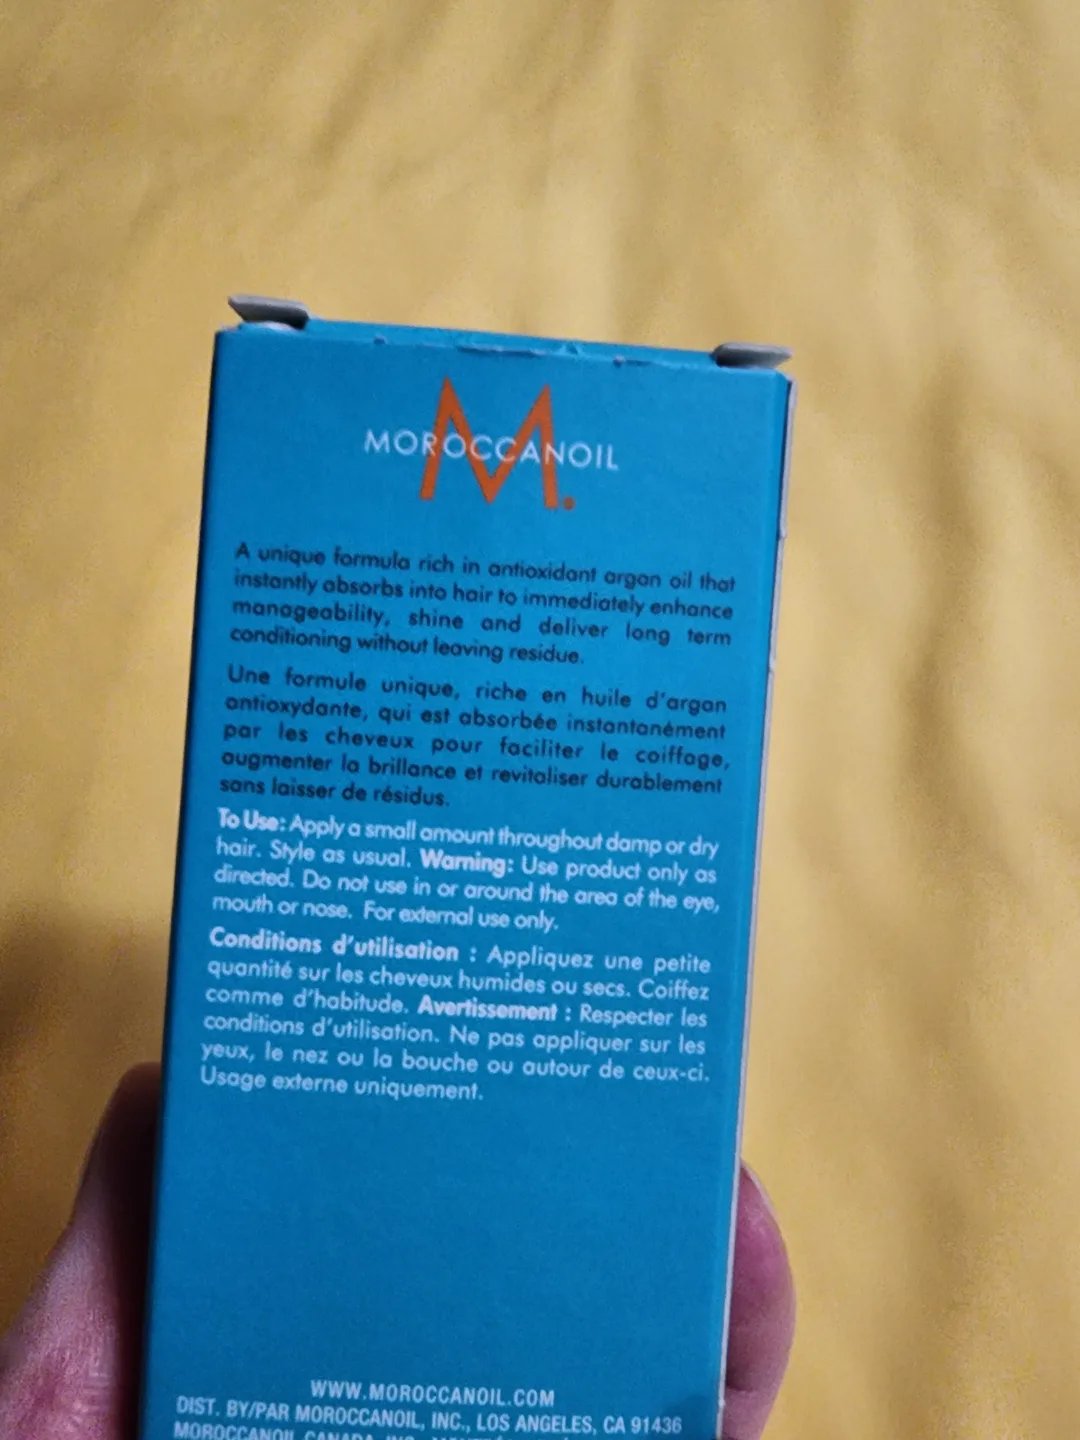 M.
MOROCCANOIL
A unique formula rich in antioxidant argan oil that
instantly absorbs into hair to immediately enhance
manageability, shine and deliver long term
conditioning without leaving residue.
Une formule unique, riche en huile d'argan
antioxydante, qui est absorbée instantanément
par les cheveux pour faciliter le coiffage,
augmenter la brillance et revitaliser durablement
sans laisser de résidus.
To Use: Apply a small amount throughout damp or dry
hair. Style as usual. Warning: Use product only as
directed. Do not use in or around the area of the eye,
mouth or nose. For external use only.
Conditions d'utilisation : Appliquez une petite
quantité sur les cheveux humides ou secs. Coiffez
comme d'habitude. Avertissement : Respecter les
conditions d'utilisation. Ne pas appliquer sur les
yeux, le nez ou la bouche ou autour de ceux-ci.
Usage externe uniquement.
WWW.MOROCCANOIL.COM
DIST. BY/PAR MOROCCANOIL, INC., LOS ANGELES, CA 91436
MOROCCANOIL CANADA, INC.,